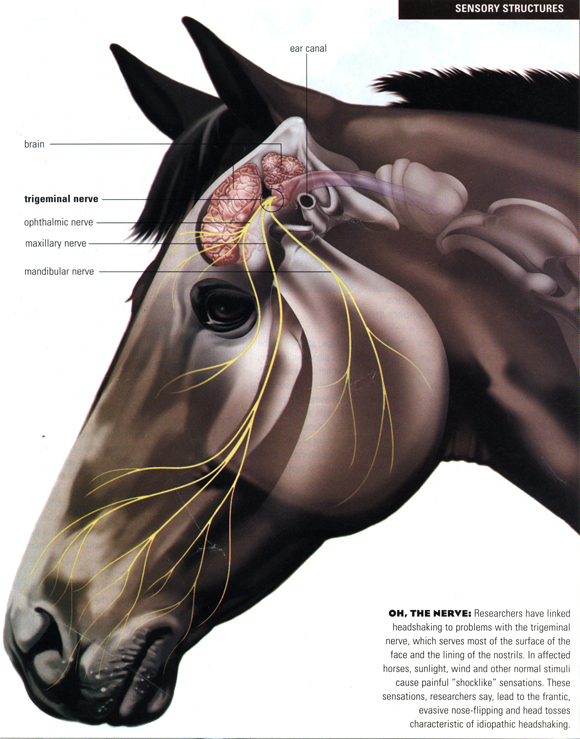 SENSORY STRUCTURES
ear canal
brain
trigeminal nerve
ophthalmic nerve
maxillary nerve
mandibular nerve
OH, THE NERVE: Researchers have linked
headshaking to problems with the trigeminal
nerve, which serves most of the surface of the
face and the lining of the nostrils. In affected
horses, sunlight, wind and other normal stimuli
cause painful "shocklike" sensations. These
sensations, researchers say, lead to the frantic,
evasive nose-flipping and head tosses
characteristic of idiopathic headshaking.